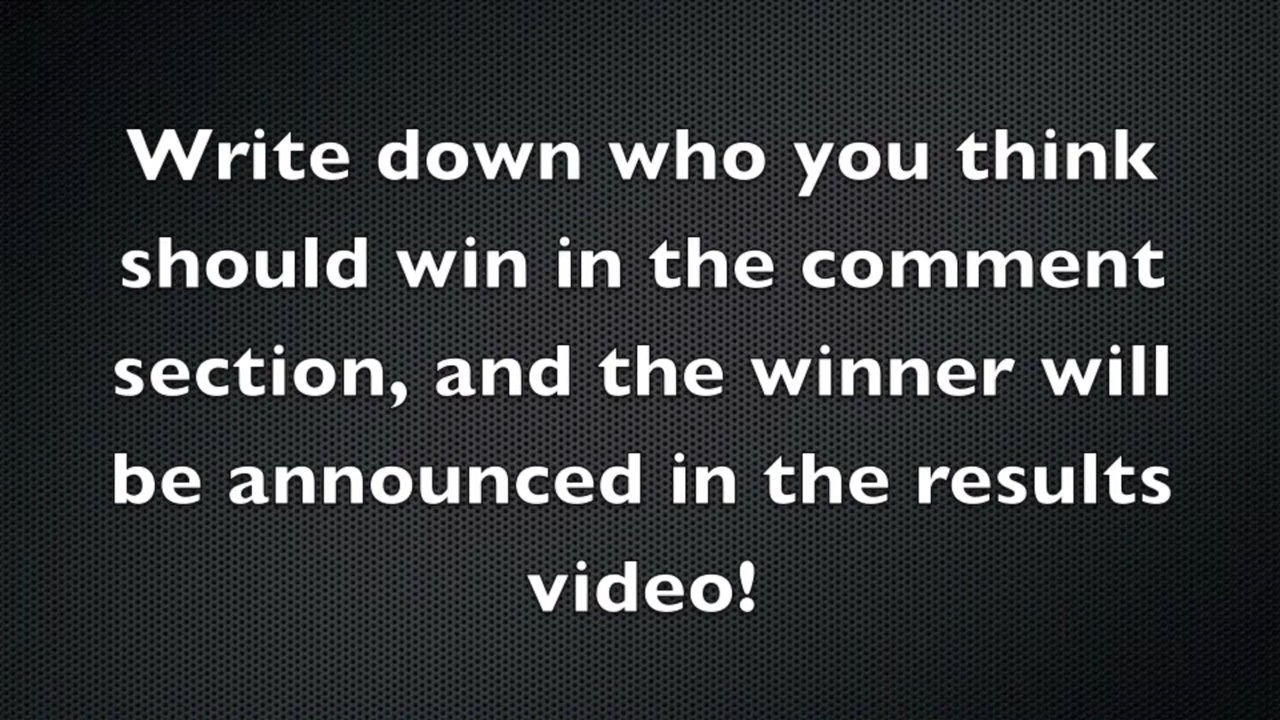 Write down who you think
should win in the comment
section, and the winner will
be announced in the results
video!